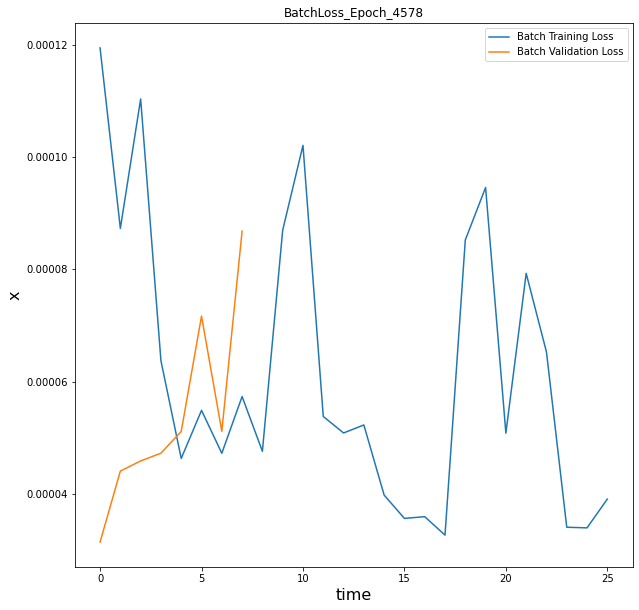 BatchLoss_Epoch_4578
Batch Training Loss
Batch Validation Loss
0.00012
0.00010
0.00008
0.00006
0.00004
x
0
5
10
15
20
25
time